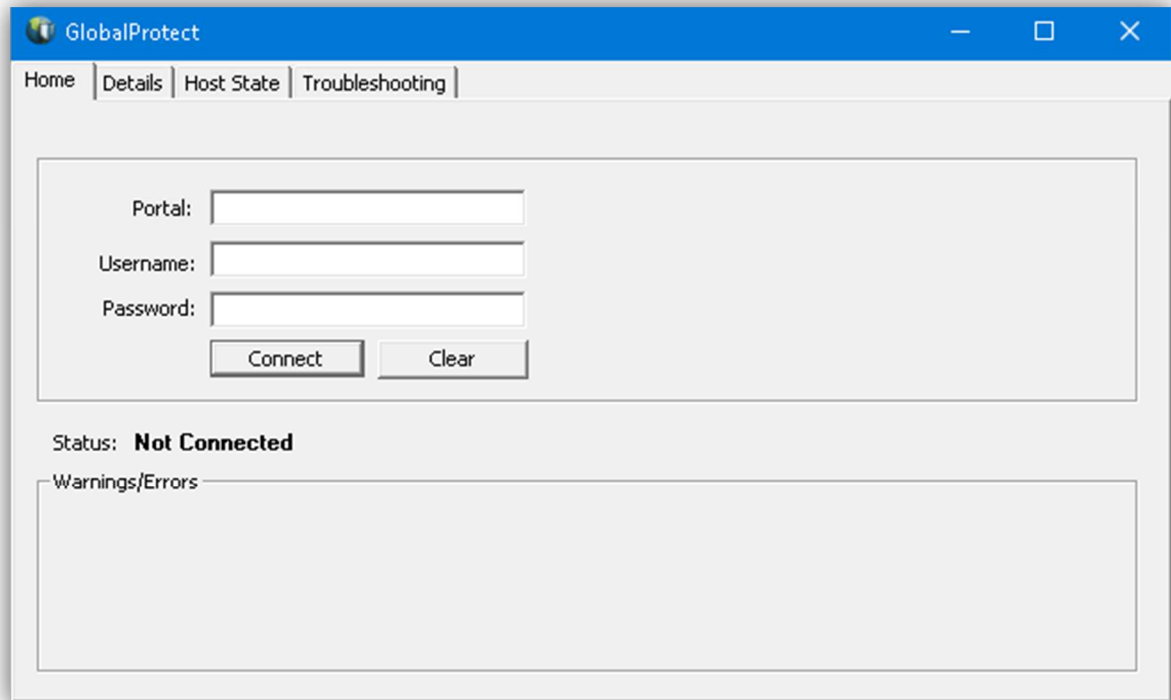 GlobalProtect
Home Details Host State Troubleshooting
Portal:
Username:
Password:
Connect Clear
Status: Not Connected
Warnings/Errors